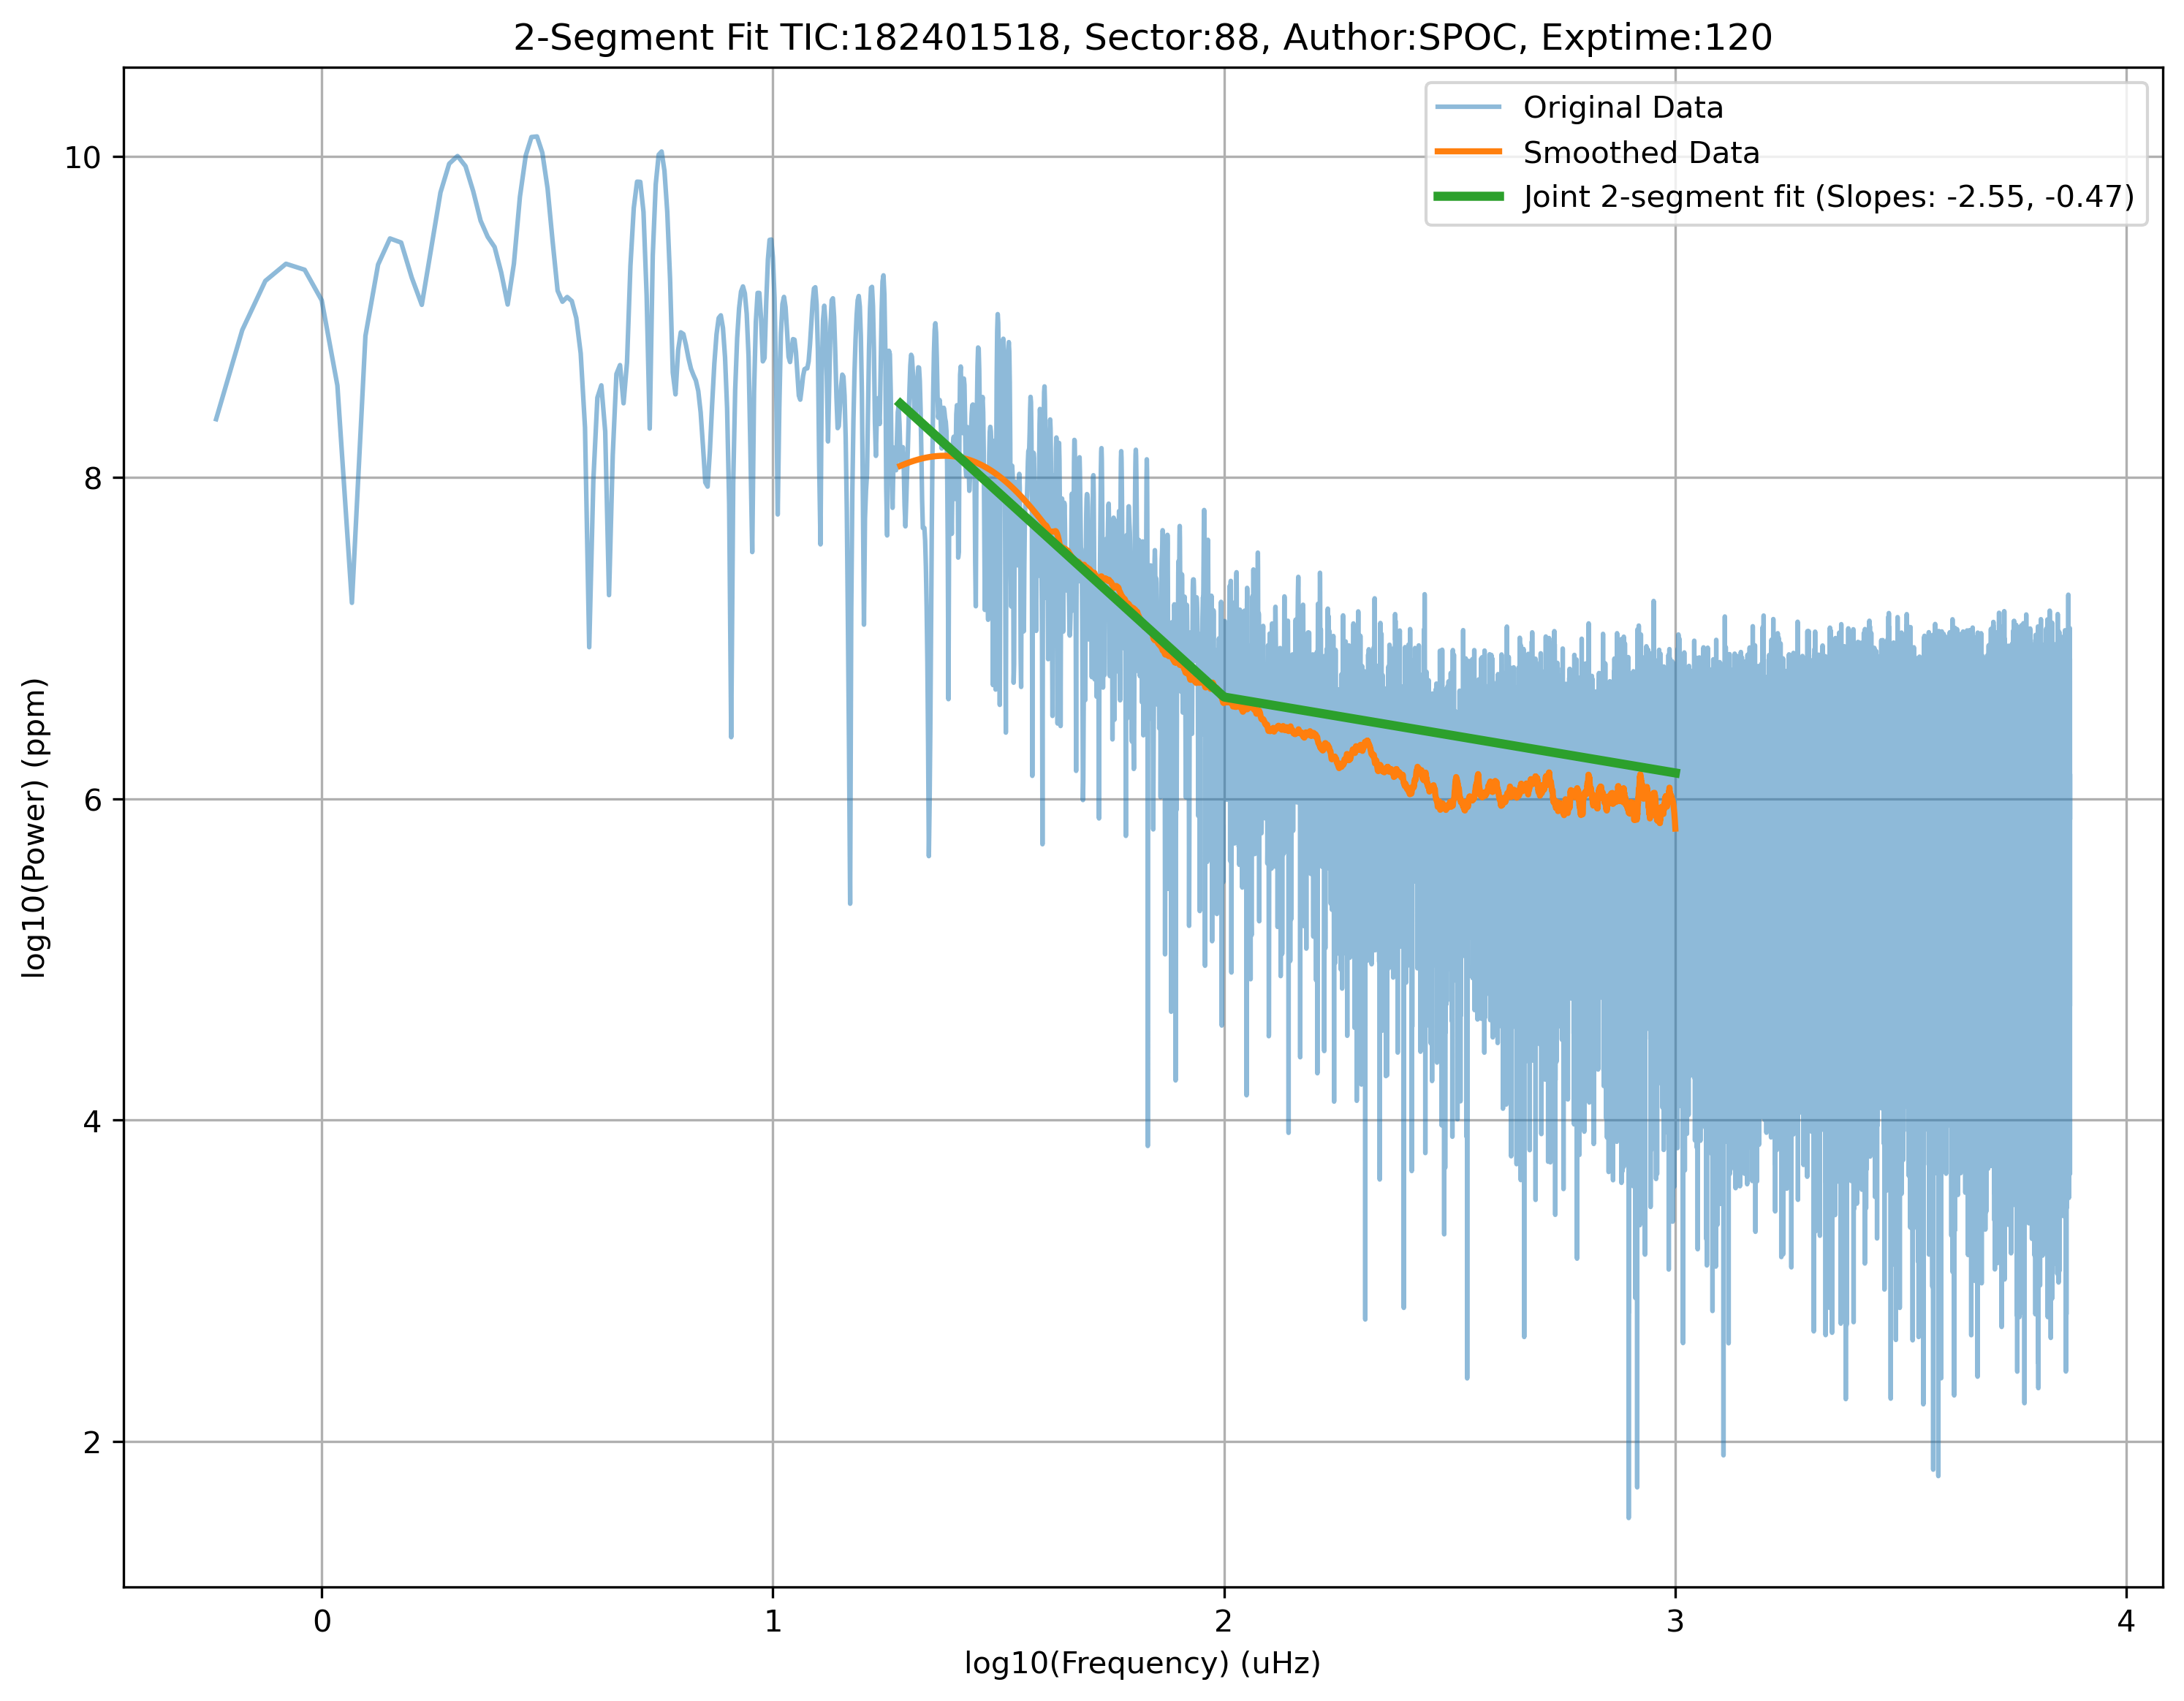 2-Segment Fit TIC:182401518, Sector:88, Author:SPOC, Exptime:120
Original Data
Smoothed Data
Joint 2-segment fit (Slopes: -2.55, -0.47)
log10(Power) (ppm)
10
8
6
4
2
0 1 2 3 4
log10(Frequency) (uHz)